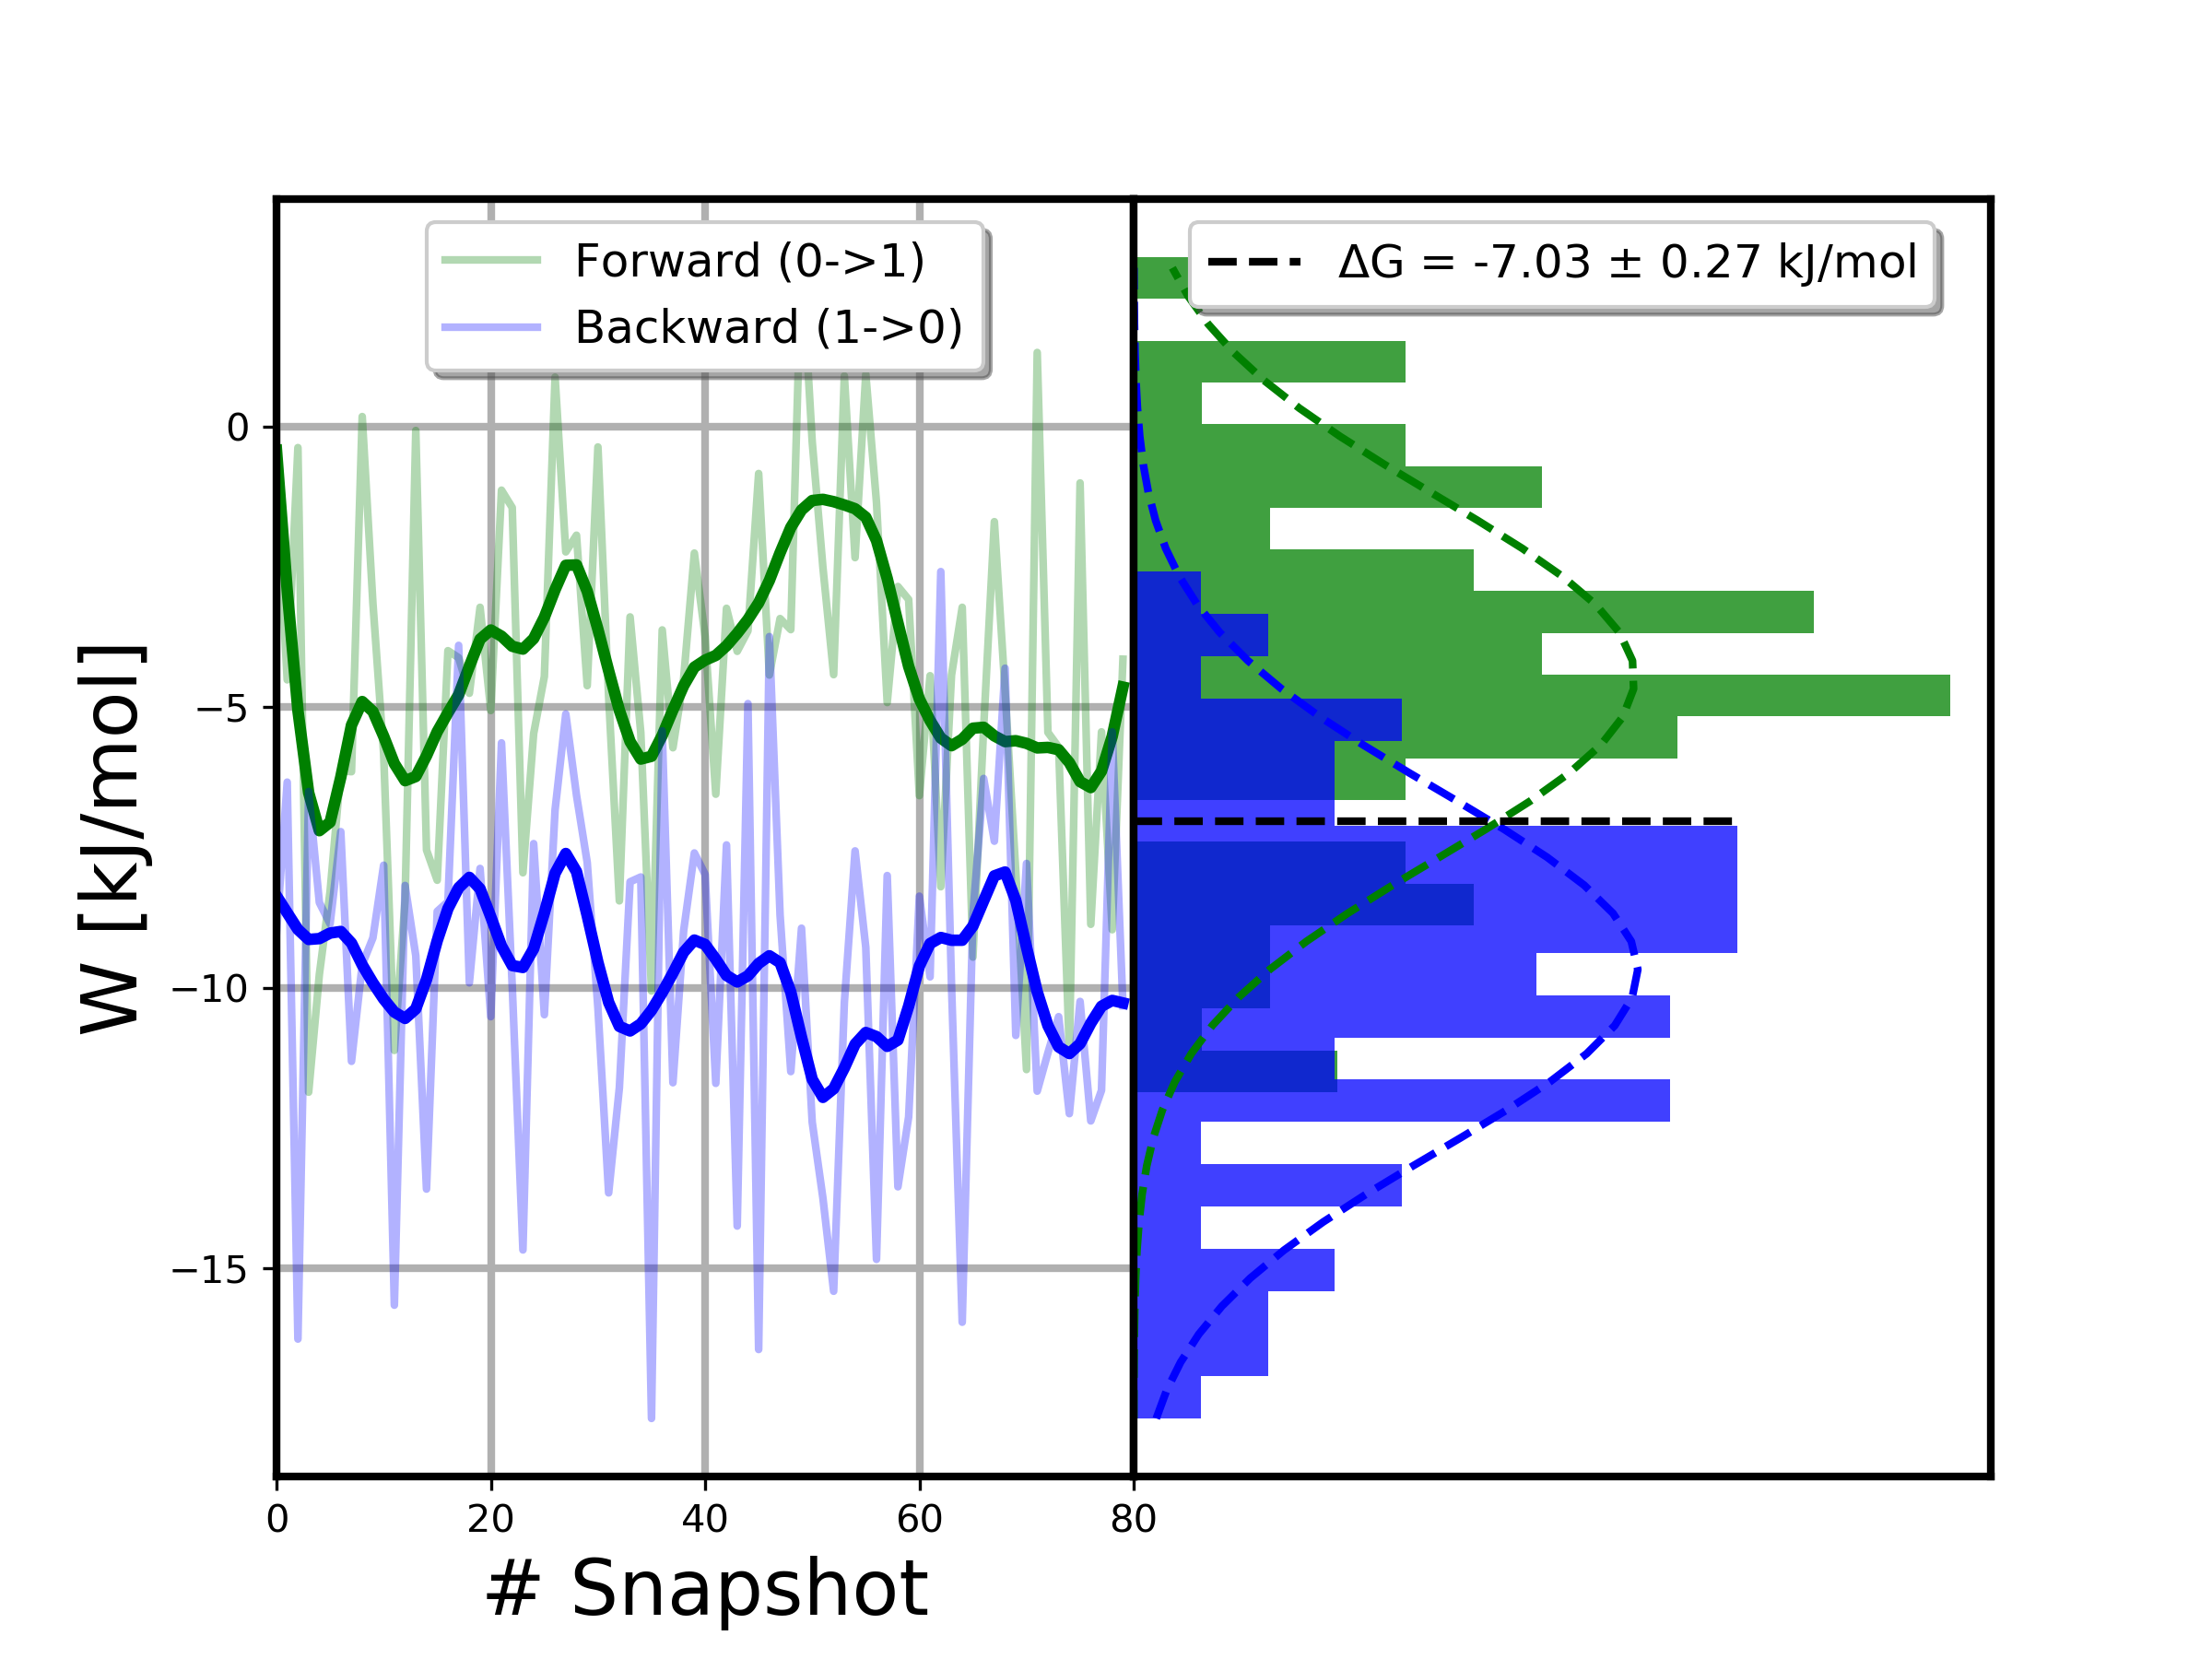 Forward (0->1)
Backward (1->0)
ΔG = -7.03 ± 0.27 kJ/mol
W [kJ/mol]
0
−5
−10
−15
0 20 40 60 80
# Snapshot